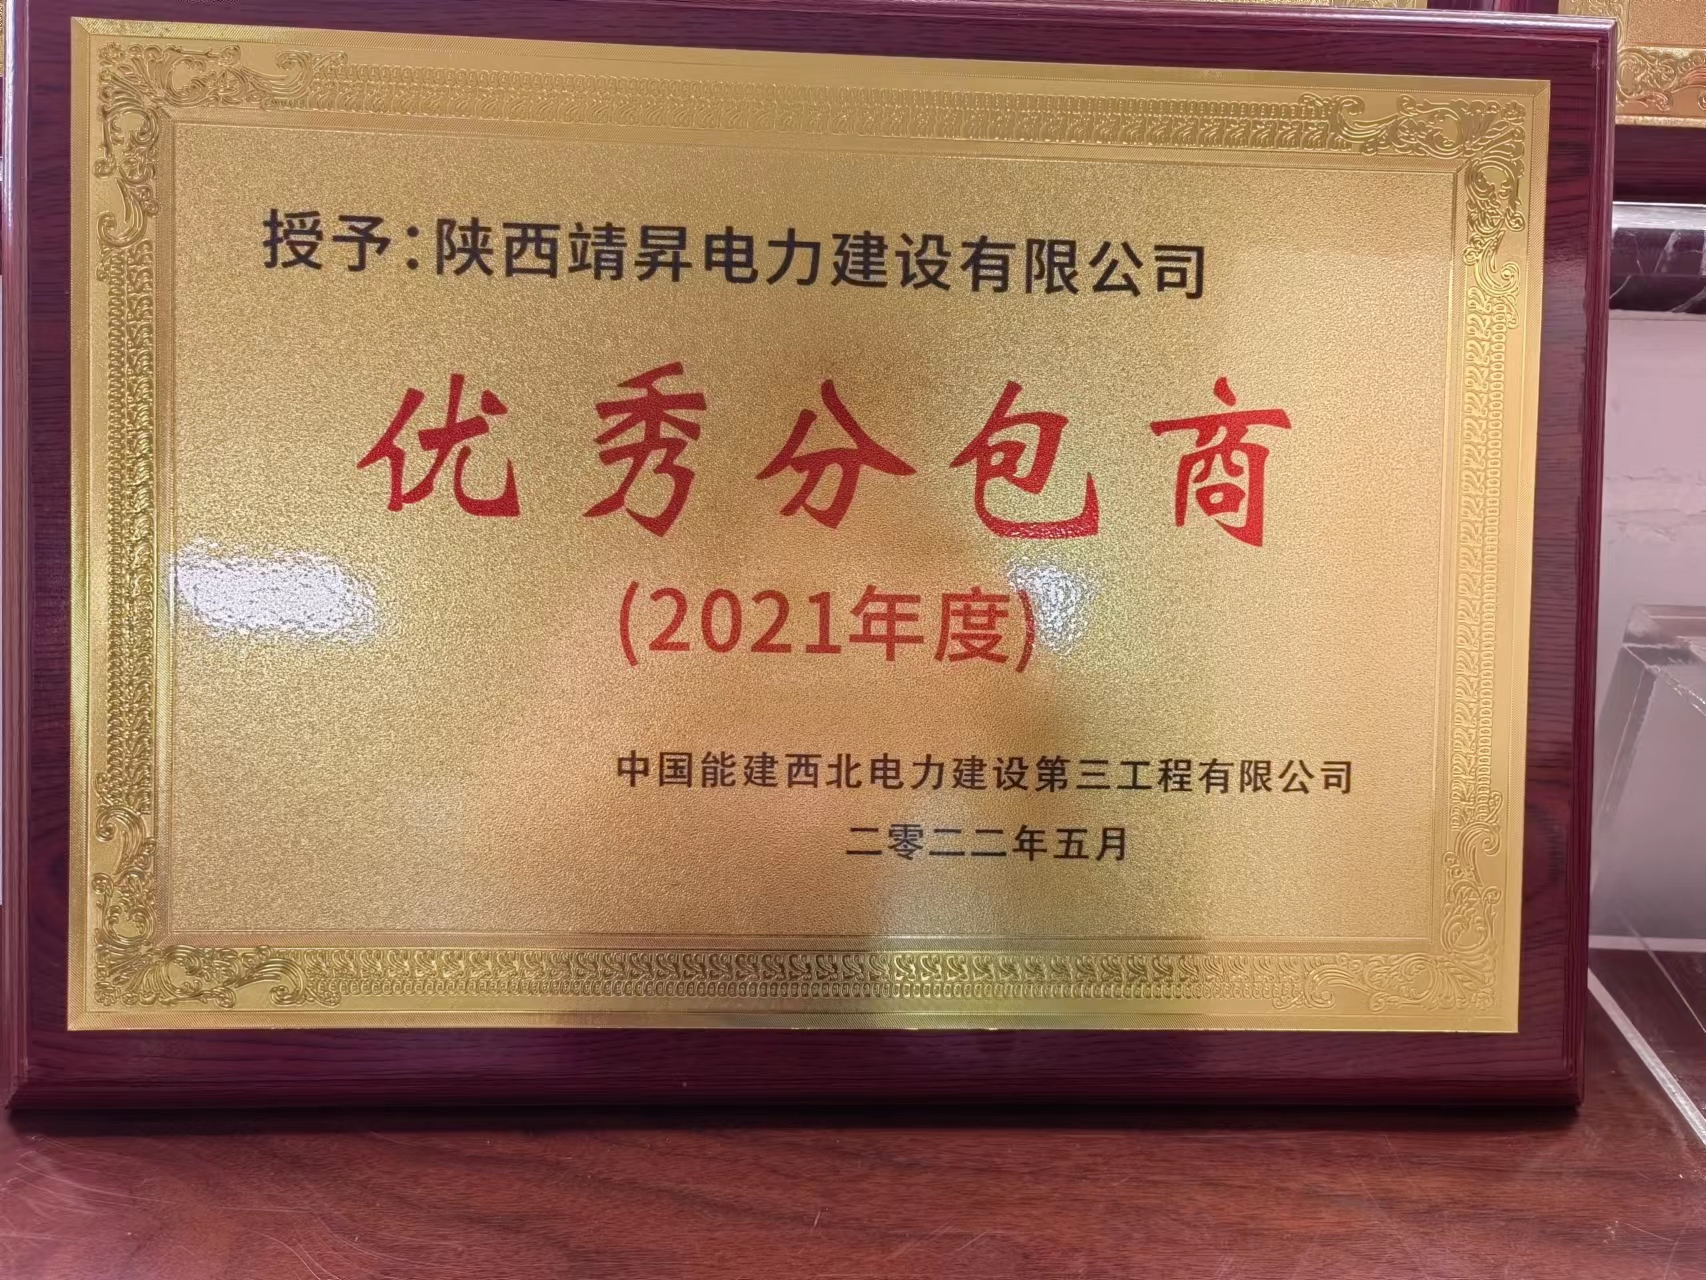 授予：陕西靖昇电力建设有限公司
优秀分包商
(2021年度)
中国能建西北电力建设第三工程有限公司
二零二二年五月